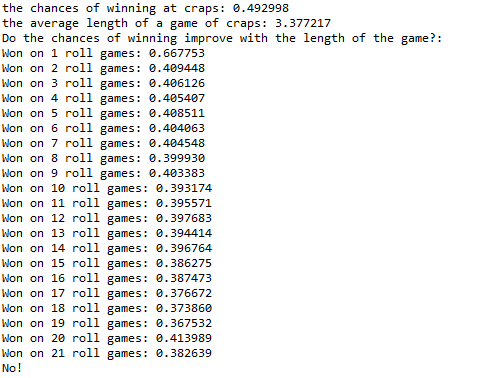 the chances of winning at craps: 0.492998
the average length of a game of craps: 3.377217
Do the chances of winning improve with the length of the game?:
Won on 1 roll games: 0.667753
Won on 2 roll games: 0.409448
Won on 3 roll games: 0.406126
Won on 4 roll games: 0.405407
Won on 5 roll games: 0.408511
Won on 6 roll games: 0.404063
Won on 7 roll games: 0.404548
Won on 8 roll games: 0.399930
Won on 9 roll games: 0.403383
Won on 10 roll games: 0.393174
Won on 11 roll games: 0.395571
Won on 12 roll games: 0.397683
Won on 13 roll games: 0.394414
Won on 14 roll games: 0.396764
Won on 15 roll games: 0.386275
Won on 16 roll games: 0.387473
Won on 17 roll games: 0.376672
Won on 18 roll games: 0.373860
Won on 19 roll games: 0.367532
Won on 20 roll games: 0.413989
Won on 21 roll games: 0.382639
No!